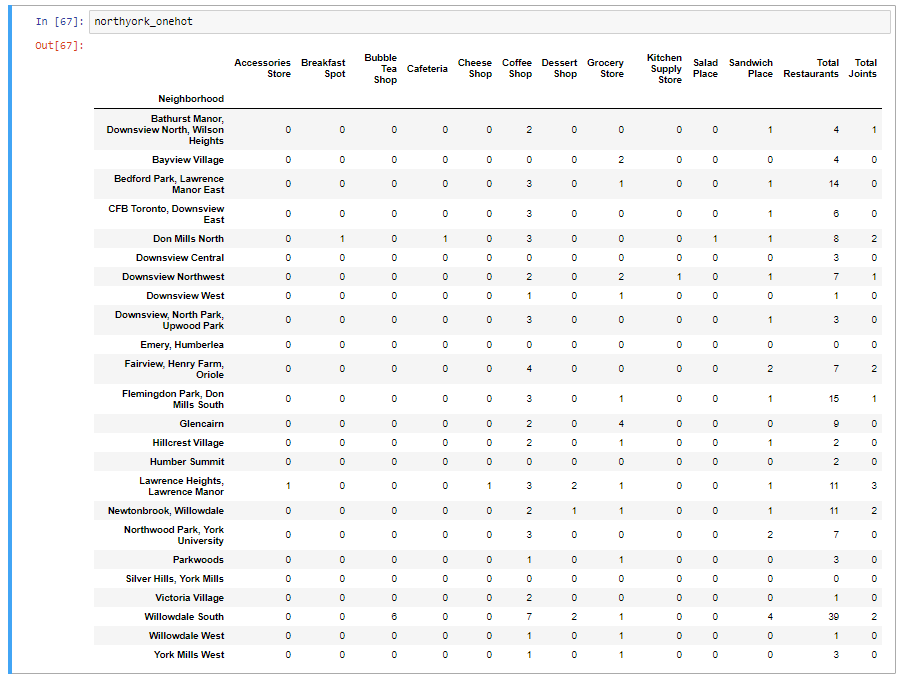 In [67]: northyork_onehot
Out[67]:
Accessories Store Breakfast Spot Bubble Tea Shop Cafeteria Cheese Shop Coffee Shop Dessert Shop Grocery Store Kitchen Supply Store Salad Place Sandwich Place Total Restaurants Total Joints
Neighborhood
Bathurst Manor, Downsview North, Wilson Heights 0 0 0 0 0 2 0 0 0 0 1 4 1
Bayview Village 0 0 0 0 0 0 0 2 0 0 0 4 0
Bedford Park, Lawrence Manor East 0 0 0 0 0 3 0 1 0 0 1 14 0
CFB Toronto, Downsview East 0 0 0 0 0 3 0 0 0 0 1 6 0
Don Mills North 0 1 0 1 0 3 0 0 0 1 1 8 2
Downsview Central 0 0 0 0 0 0 0 0 0 0 0 3 0
Downsview Northwest 0 0 0 0 0 2 0 2 1 0 1 7 1
Downsview West 0 0 0 0 0 1 0 1 0 0 0 1 0
Downsview, North Park, Upwood Park 0 0 0 0 0 3 0 0 0 0 1 3 0
Emery, Humberlea 0 0 0 0 0 0 0 0 0 0 0 0 0
Fairview, Henry Farm, Oriole 0 0 0 0 0 4 0 0 0 0 2 7 2
Flemingdon Park, Don Mills South 0 0 0 0 0 3 0 1 0 0 1 15 1
Glencairn 0 0 0 0 0 2 0 4 0 0 0 9 0
Hillcrest Village 0 0 0 0 0 2 0 1 0 0 1 2 0
Humber Summit 0 0 0 0 0 0 0 0 0 0 0 2 0
Lawrence Heights, Lawrence Manor 1 0 0 0 1 3 2 1 0 0 1 11 3
Newtonbrook, Willowdale 0 0 0 0 0 2 1 1 0 0 1 11 2
Northwood Park, York University 0 0 0 0 0 3 0 0 0 0 2 7 0
Parkwoods 0 0 0 0 0 1 0 1 0 0 0 3 0
Silver Hills, York Mills 0 0 0 0 0 0 0 0 0 0 0 0 0
Victoria Village 0 0 0 0 0 2 0 0 0 0 0 1 0
Willowdale South 0 0 6 0 0 7 2 1 0 0 4 39 2
Willowdale West 0 0 0 0 0 1 0 1 0 0 0 1 0
York Mills West 0 0 0 0 0 1 0 1 0 0 0 3 0